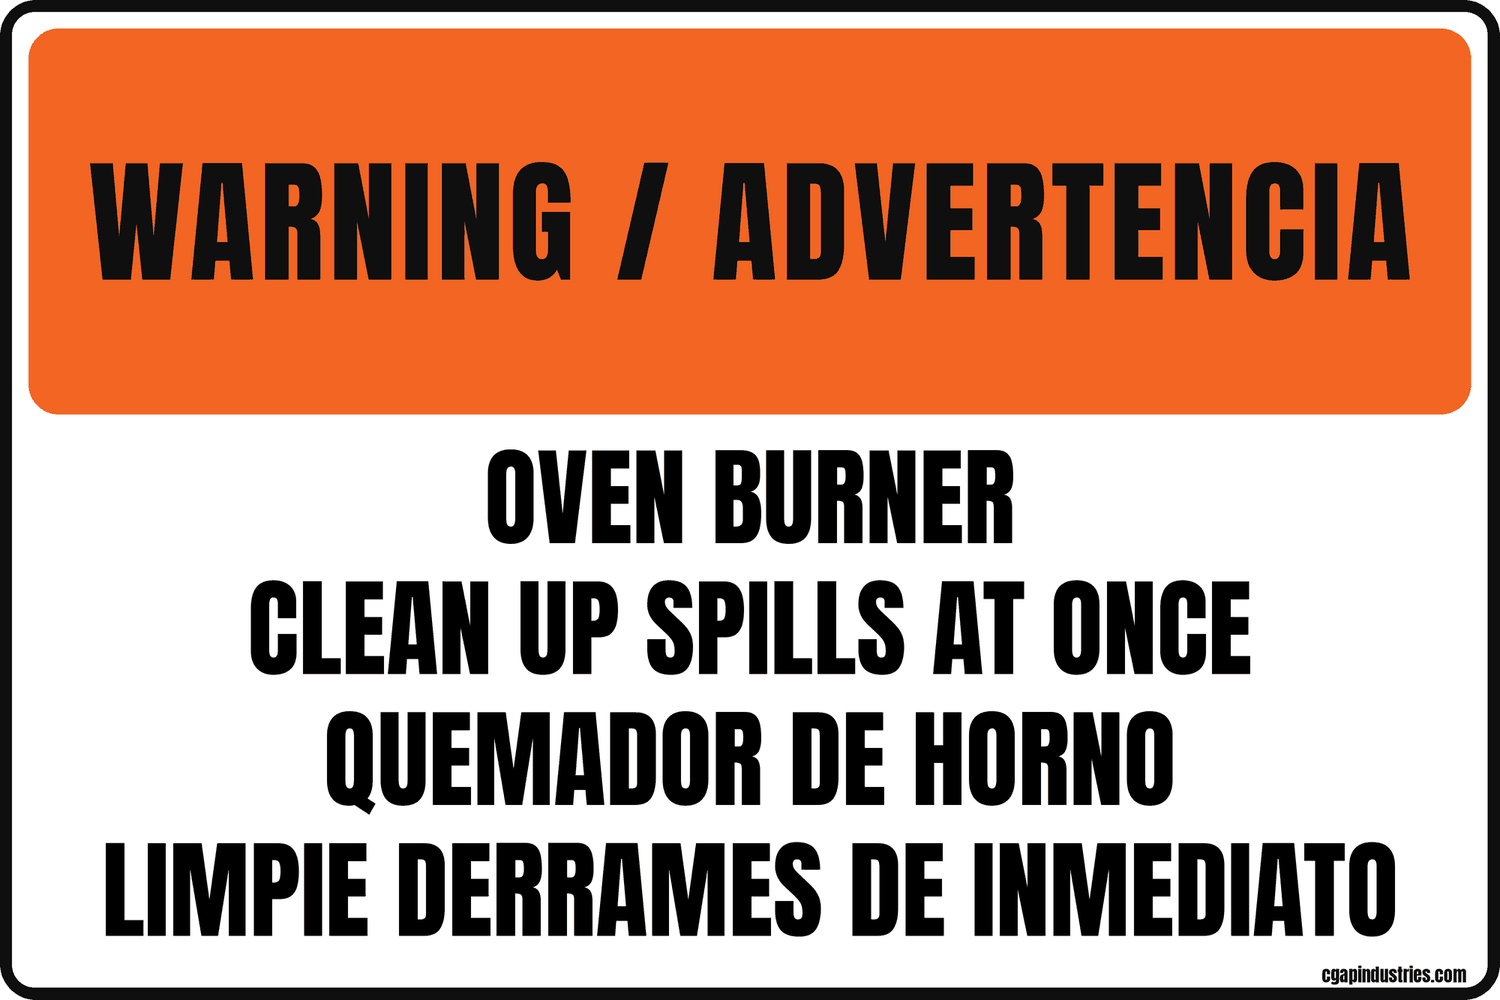 WARNING / ADVERTENCIA
OVEN BURNER
CLEAN UP SPILLS AT ONCE
QUEMADOR DE HORNO
LIMPIE DERRAMES DE INMEDIATO
cgapindustries.com